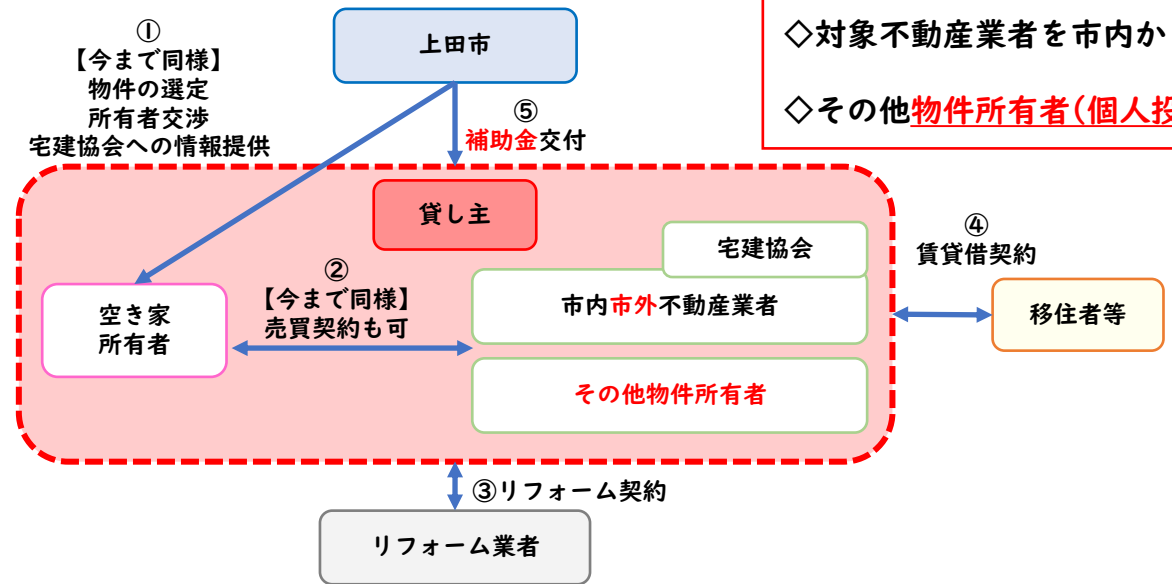 ①
【今まで同様】
物件の選定
所有者交渉
宅建協会への情報提供
上田市
⑤
補助金交付
◇対象不動産業者を市内か
◇その他物件所有者(個人投
貸し主
宅建協会
②
【今まで同様】
売買契約も可
空き家
所有者
市内市外不動産業者
その他物件所有者
④
賃貸借契約
移住者等
③リフォーム契約
リフォーム業者